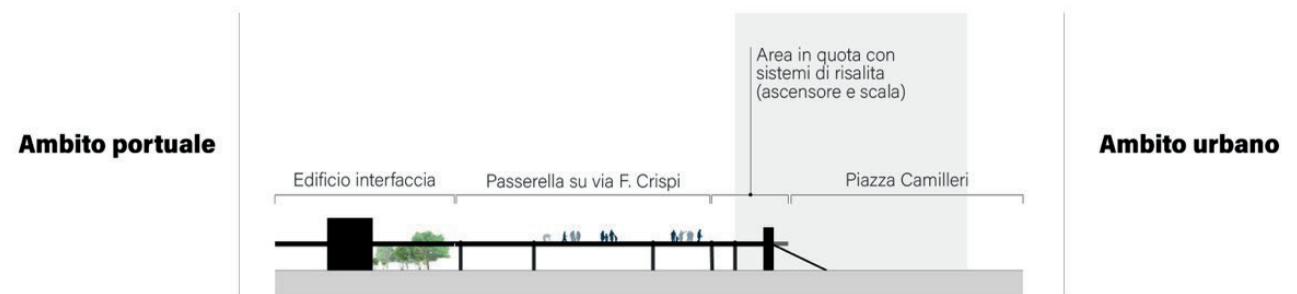 Area in quota con
sistemi di risalita
(ascensore e scala)
Ambito portuale
Ambito urbano
Edificio interfaccia
Passerella su via F. Crispi
Piazza Camilleri